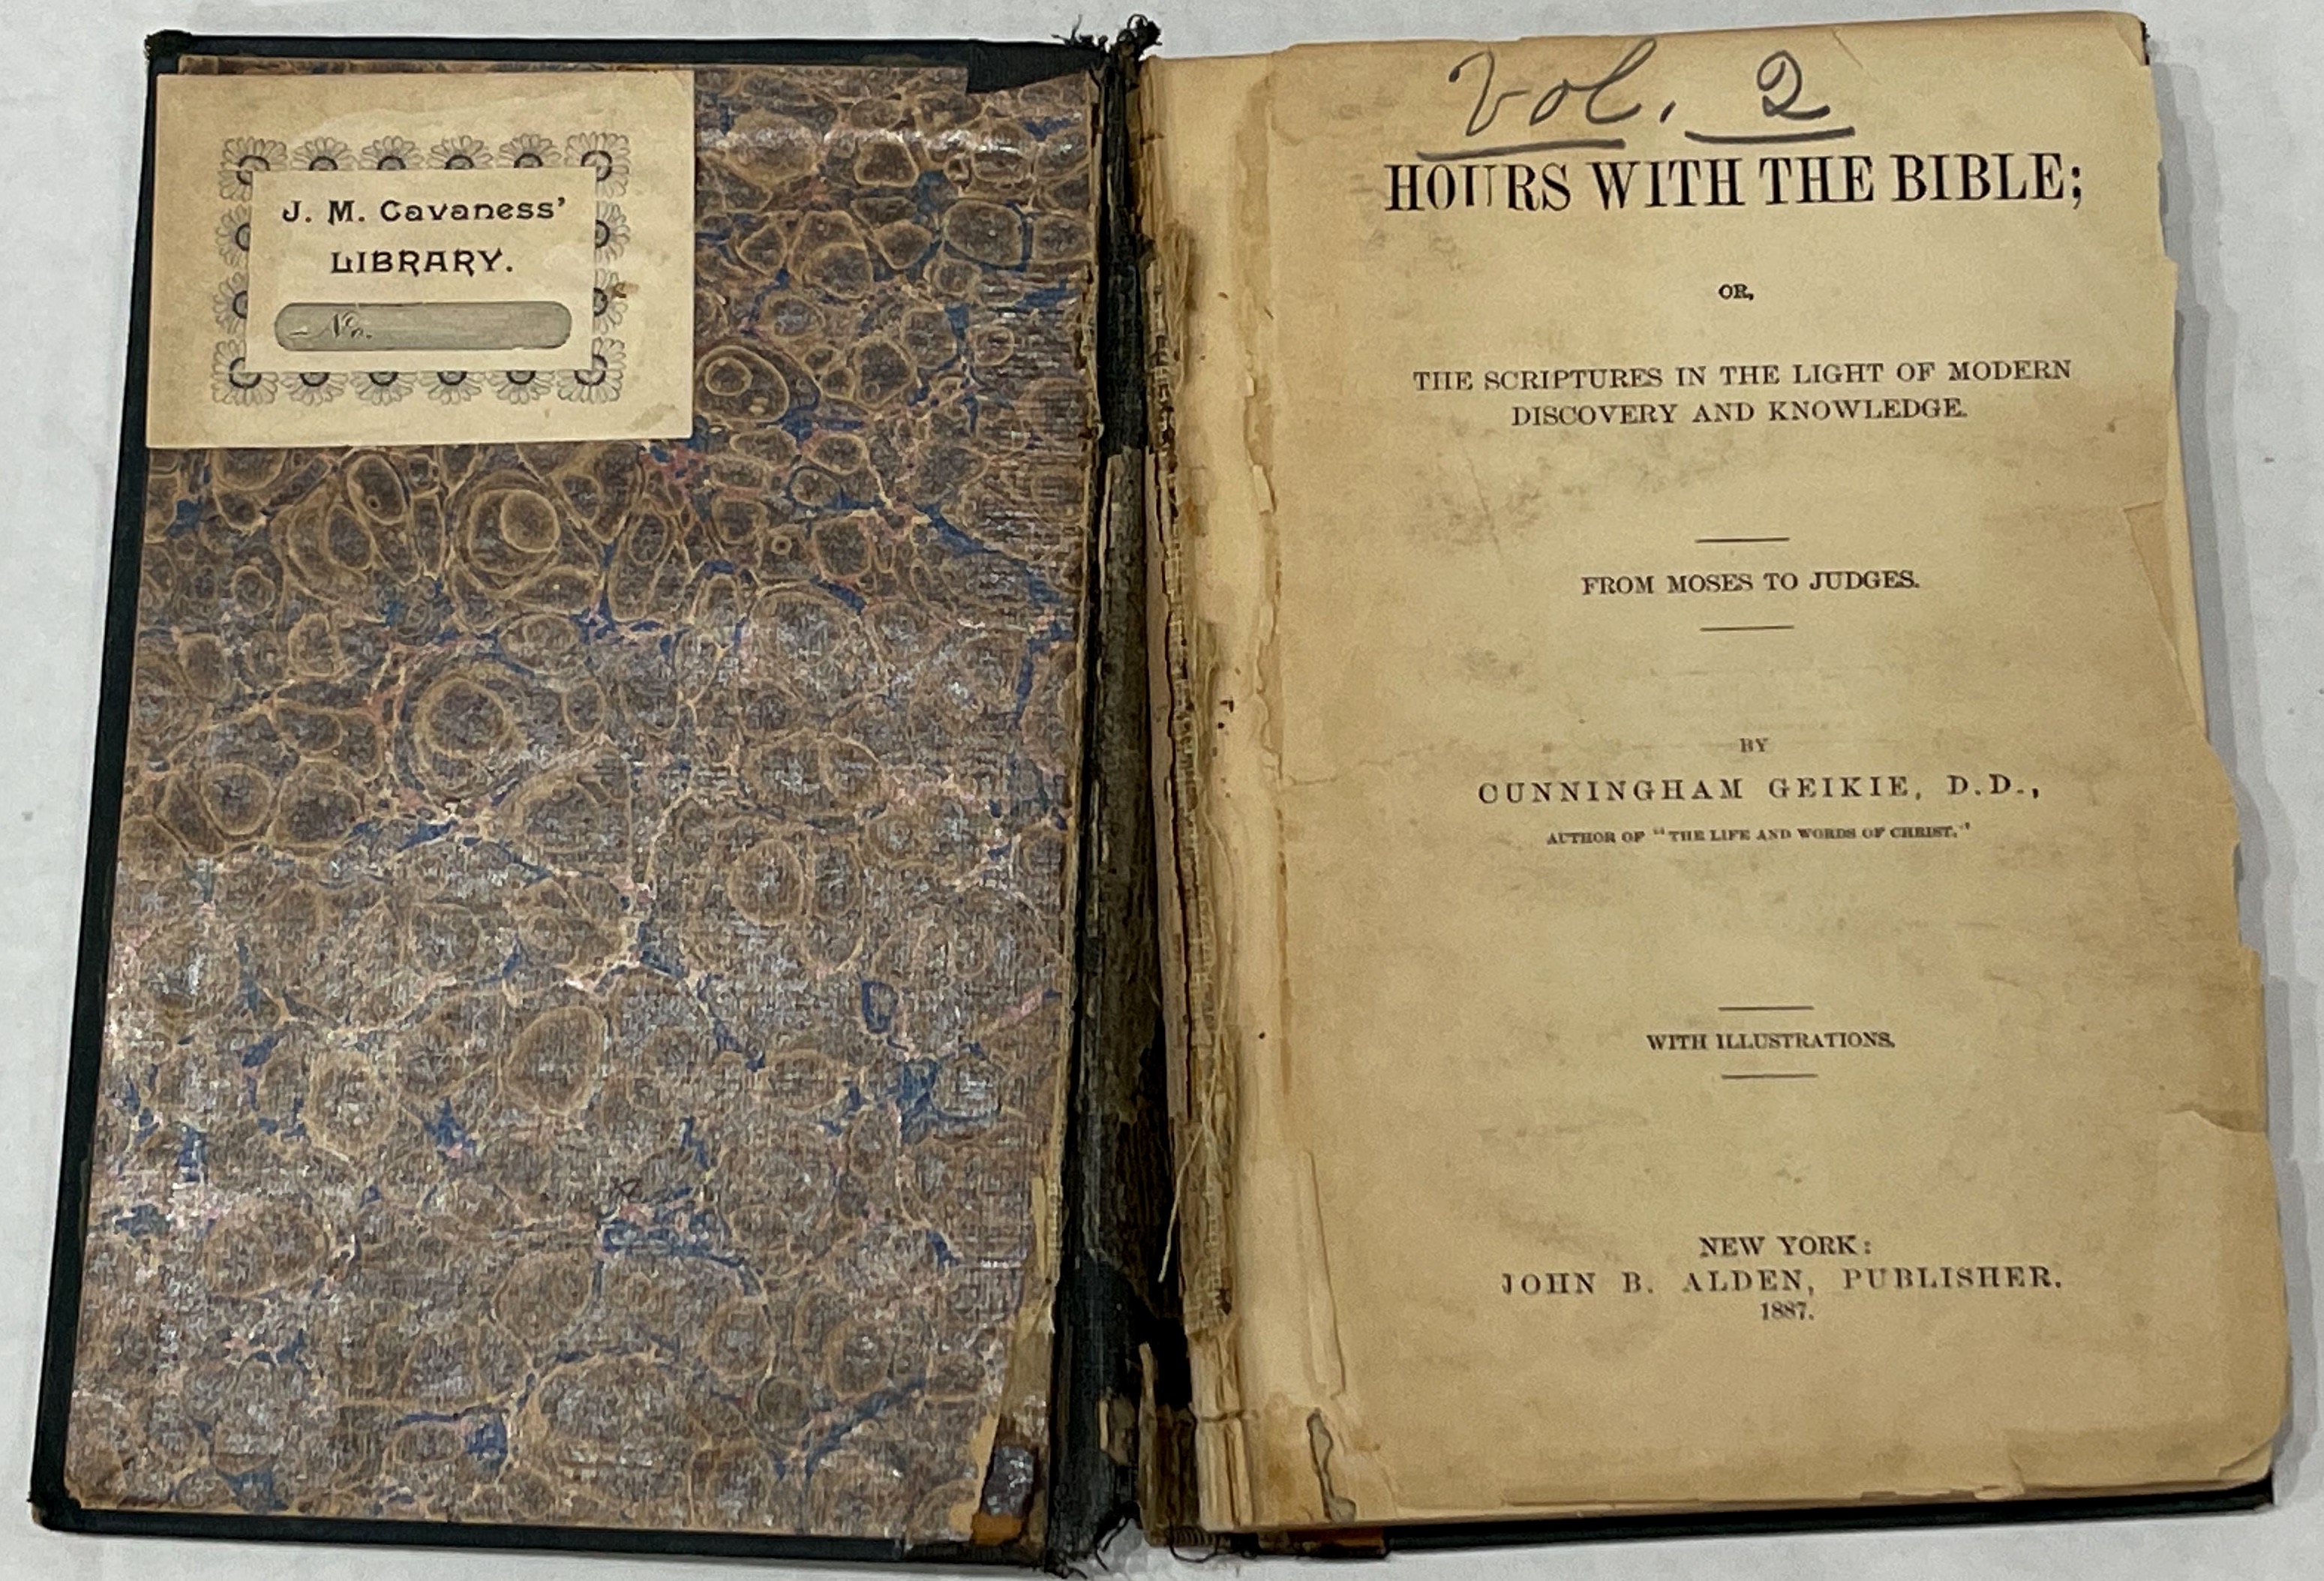 J. M. Cavaness'
LIBRARY.
No.
Vol. 2
HOURS WITH THE BIBLE;
OR,
THE SCRIPTURES IN THE LIGHT OF MODERN
DISCOVERY AND KNOWLEDGE.
FROM MOSES TO JUDGES.
BY
CUNNINGHAM GEIKIE, D.D.,
AUTHOR OF "THE LIFE AND WORDS OF CHRIST."
WITH ILLUSTRATIONS.
NEW YORK:
JOHN B. ALDEN, PUBLISHER.
1887.